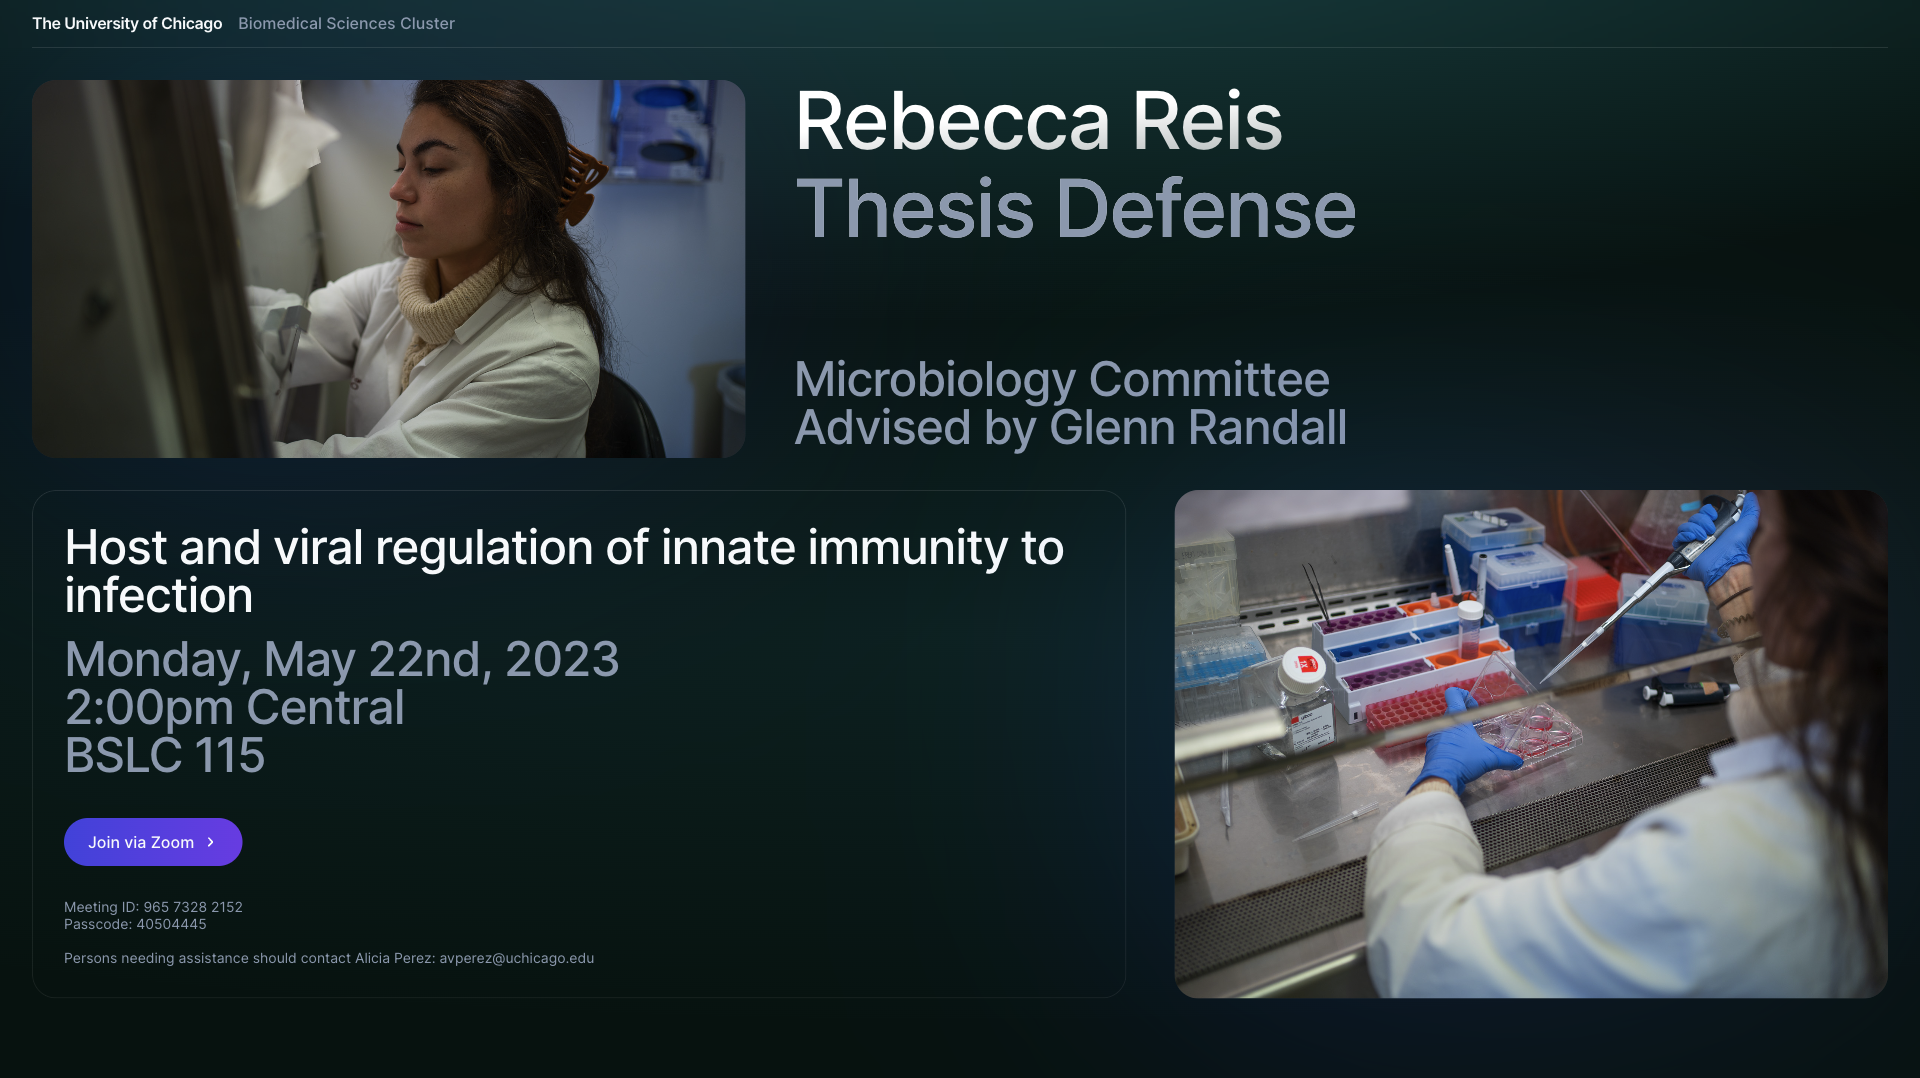 The University of Chicago Biomedical Sciences Cluster
Rebecca Reis
Thesis Defense
Microbiology Committee
Advised by Glenn Randall
Host and viral regulation of innate immunity to
infection
Monday, May 22nd, 2023
2:00pm Central
BSLC 115
Join via Zoom
Meeting ID: 965 7328 2152
Passcode: 40504445
Persons needing assistance should contact Alicia Perez: avperez@uchicago.edu